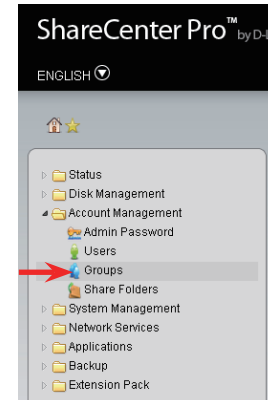 ShareCenter Pro™ by D-L
ENGLISH
Status
Disk Management
Account Management
Admin Password
Users
Groups
Share Folders
System Management
Network Services
Applications
Backup
Extension Pack